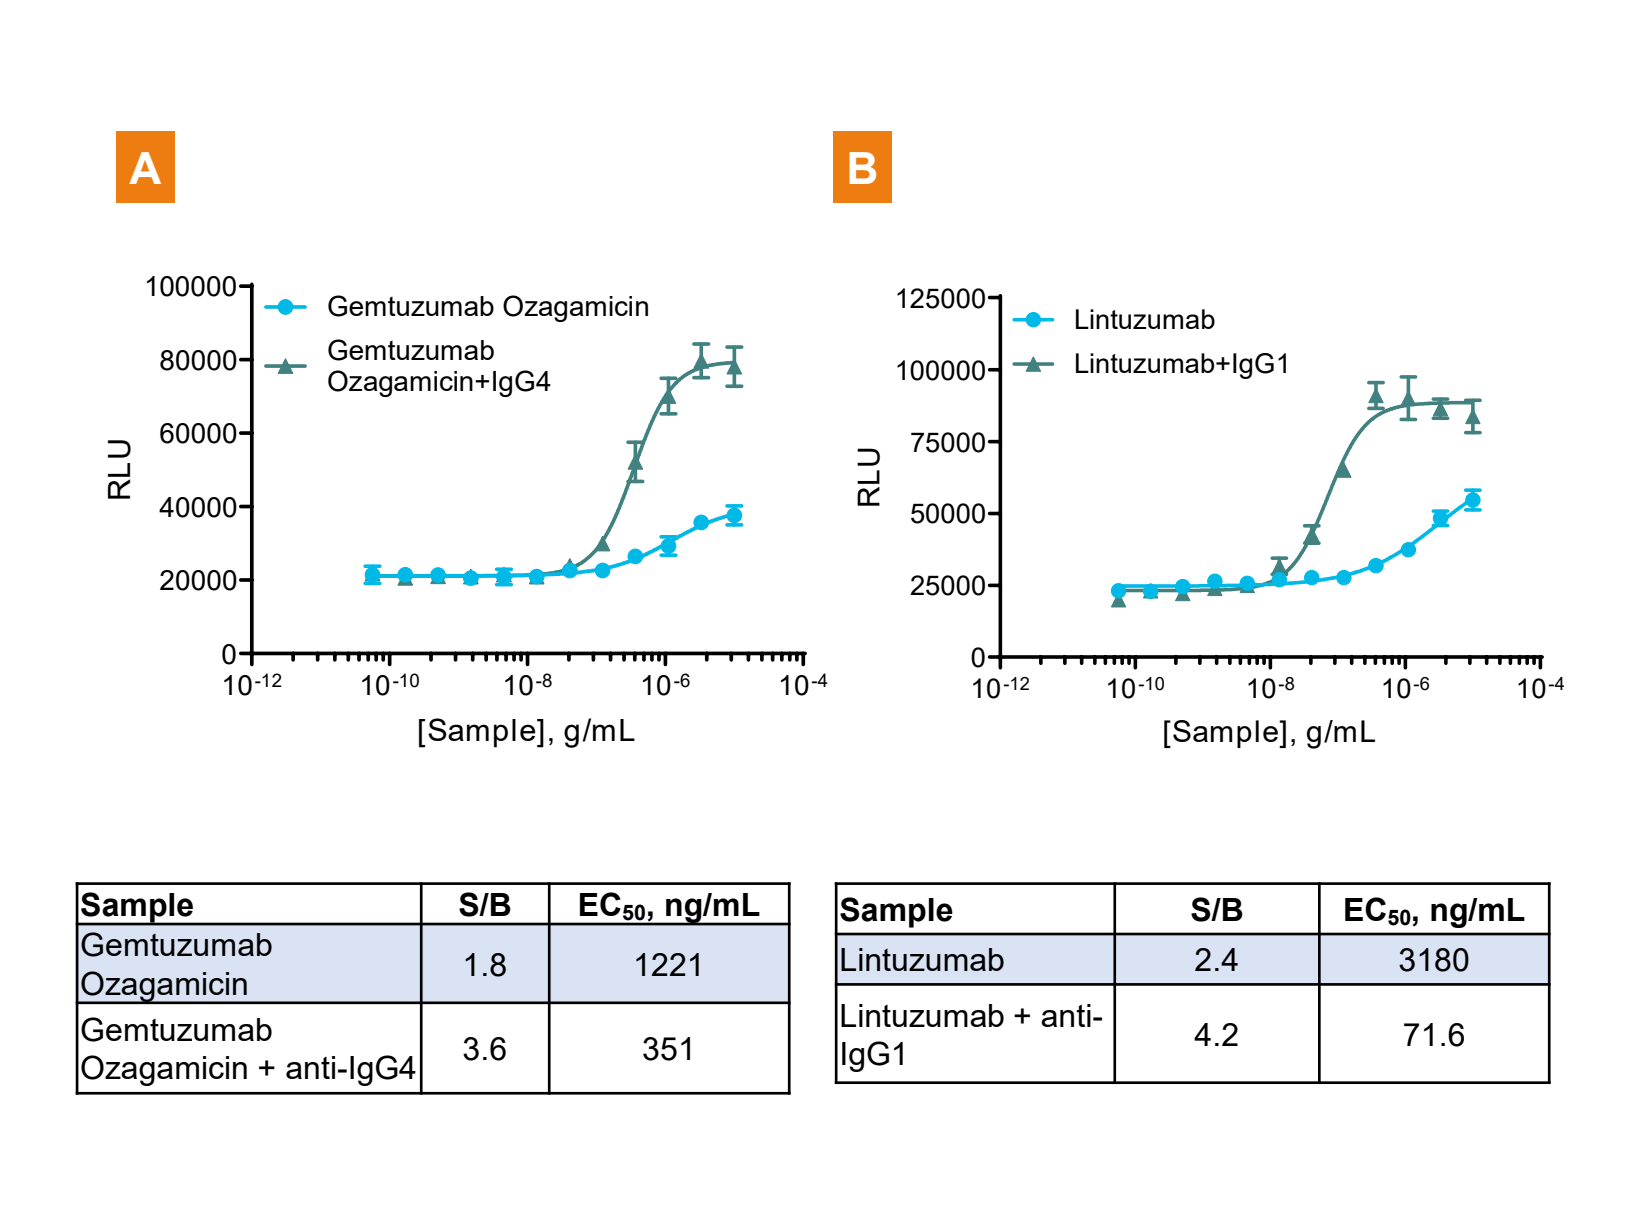 A
B
100000
80000
60000
40000
20000
0
RLU
Gemtuzumab Ozagamicin
Gemtuzumab
Ozagamicin+IgG4
10-12
10-10
10-8
10-6
10-4
[Sample], g/mL
125000
100000
75000
50000
25000
0
RLU
Lintuzumab
Lintuzumab+IgG1
10-12
10-10
10-8
10-6
10-4
[Sample], g/mL
Sample S/B EC50, ng/mL
Gemtuzumab
Ozagamicin 1.8 1221
Gemtuzumab
Ozagamicin + anti-IgG4 3.6 351
Sample S/B EC50, ng/mL
Lintuzumab 2.4 3180
Lintuzumab + anti-
IgG1 4.2 71.6